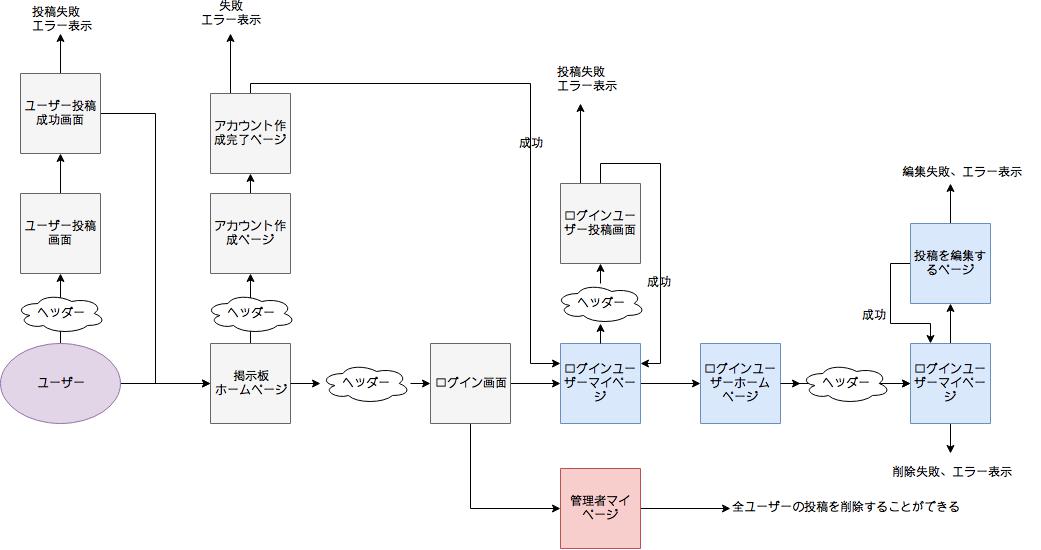 投稿失敗
エラー表示
失敗
エラー表示
投稿失敗
エラー表示
ユーザー投稿
成功画面
アカウント作
成完了ページ
成功
ユーザー投稿
画面
アカウント作
成ページ
ログインユー
ザー投稿画面
編集失敗、エラー表示
投稿を編集す
るページ
成功
成功
ヘッダー
ヘッダー
ヘッダー
ユーザー
掲示板
ホームページ
ヘッダー
ログイン画面
ログインユー
ザーマイペー
ジ
ログインユー
ザーホーム
ページ
ヘッダー
ログインユー
ザーマイペー
ジ
削除失敗、エラー表示
管理者マイ
ページ
全ユーザーの投稿を削除することができる